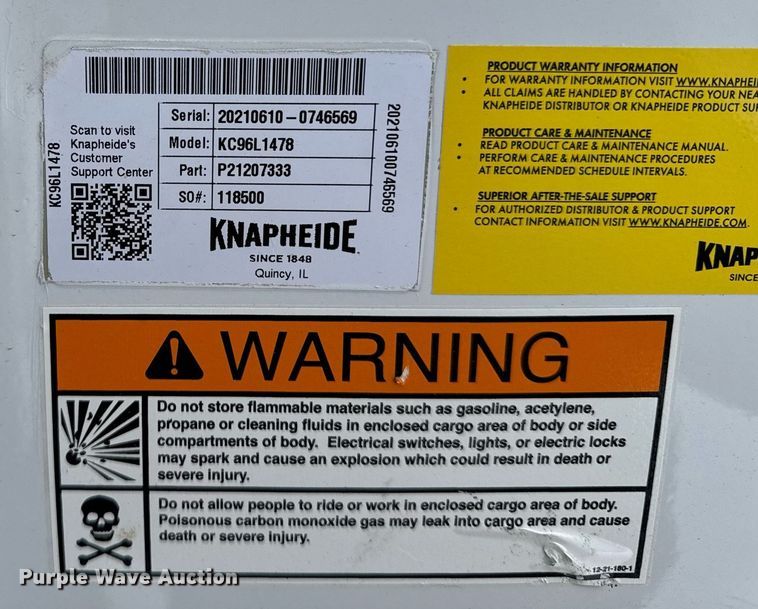 Scan to visit
Knapheide's
Customer
Support Center
KC96L1478
Serial: 20210610-0746569
Model: KC96L1478
Part: P21207333
SO#: 118500
202106100746569
KNAPHEIDE
SINCE 1848
Quincy, IL
PRODUCT WARRANTY INFORMATION
• FOR WARRANTY INFORMATION VISIT WWW.KNAPHEI
• ALL CLAIMS ARE HANDLED BY CONTACTING YOUR NEA
KNAPHEIDE DISTRIBUTOR OR KNAPHEIDE PRODUCT SU
PRODUCT CARE & MAINTENANCE
• READ PRODUCT CARE & MAINTENANCE MANUAL.
• PERFORM CARE & MAINTENANCE PROCEDURES
AT RECOMMENDED SCHEDULE INTERVALS.
SUPERIOR AFTER-THE-SALE SUPPORT
• FOR AUTHORIZED DISTRIBUTOR & PRODUCT SUPPORT
CONTACT INFORMATION VISIT WWW.KNAPHEIDE.COM.
KNAP
SINCE
WARNING
Do not store flammable materials such as gasoline, acetylene,
propane or cleaning fluids in enclosed cargo area of body or side
compartments of body. Electrical switches, lights, or electric locks
may spark and cause an explosion which could result in death or
severe injury.
Do not allow people to ride or work in enclosed cargo area of body.
Poisonous carbon monoxide gas may leak into cargo area and cause
death or severe injury.
12-21-180-1
Purple Wave Auction